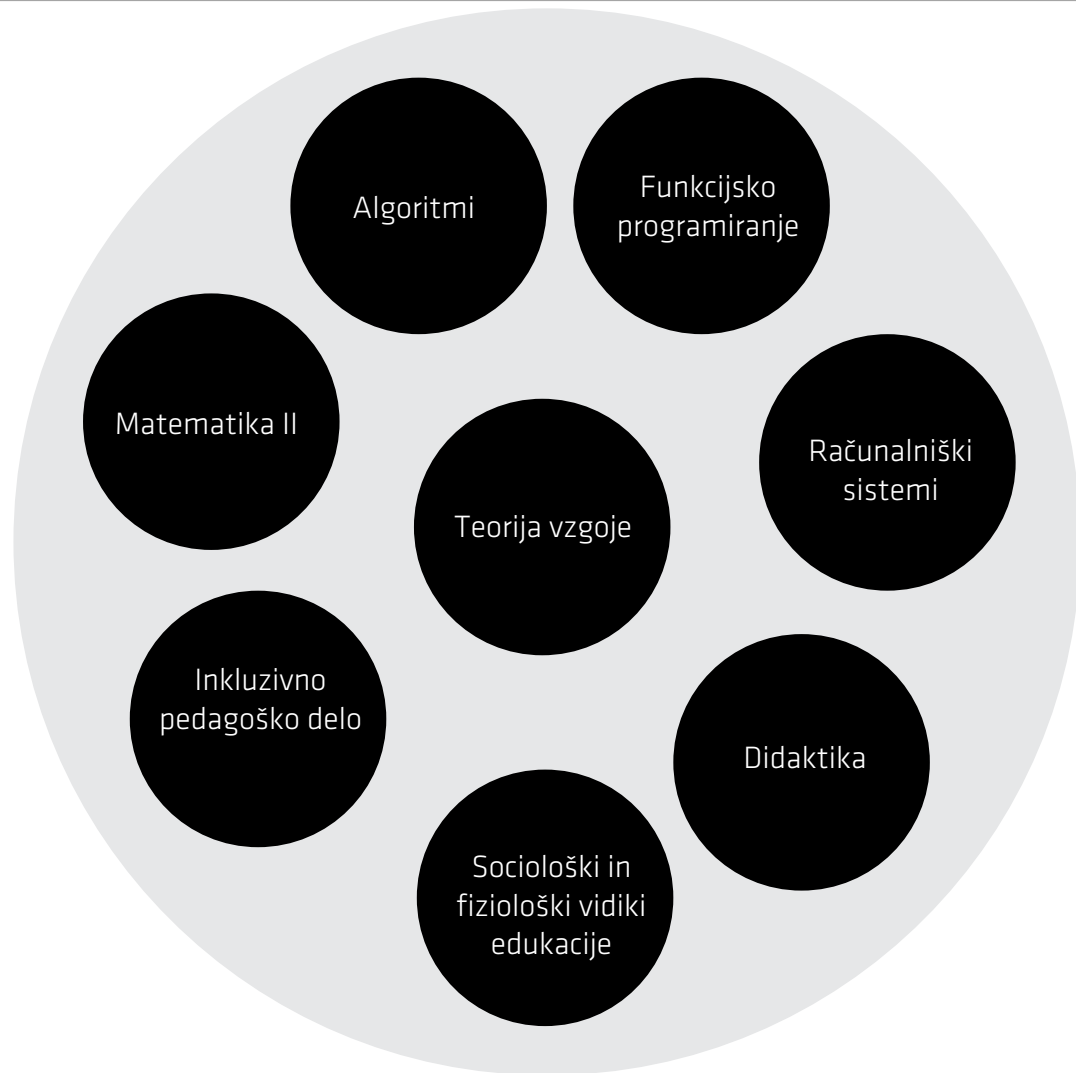 Algoritmi
Funkcijsko
programiranje
Matematika II
Računalniški
sistemi
Teorija vzgoje
Inkluzivno
pedagoško delo
Didaktika
Sociološki in
fiziološki vidiki
edukacije